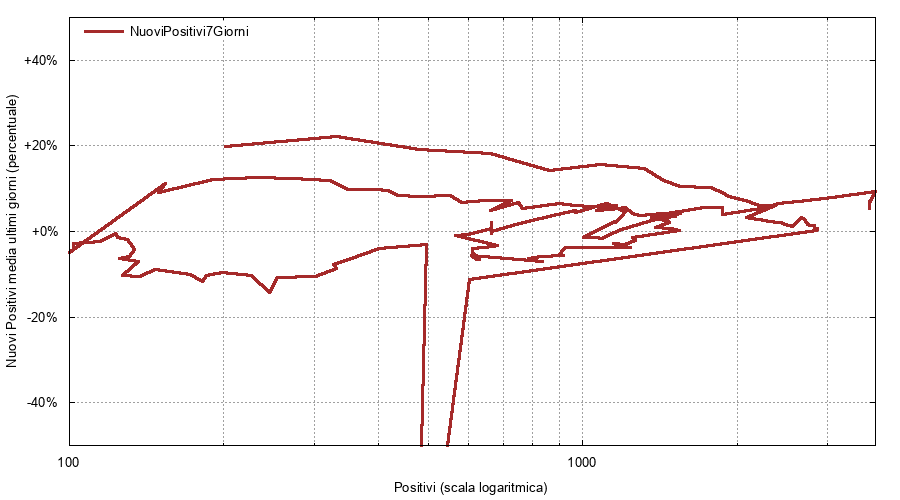 NuoviPositivi7Giorni
+40%
+20%
+0%
-20%
-40%
Nuovi Positivi media ultimi giorni (percentuale)
100
1000
Positivi (scala logaritmica)